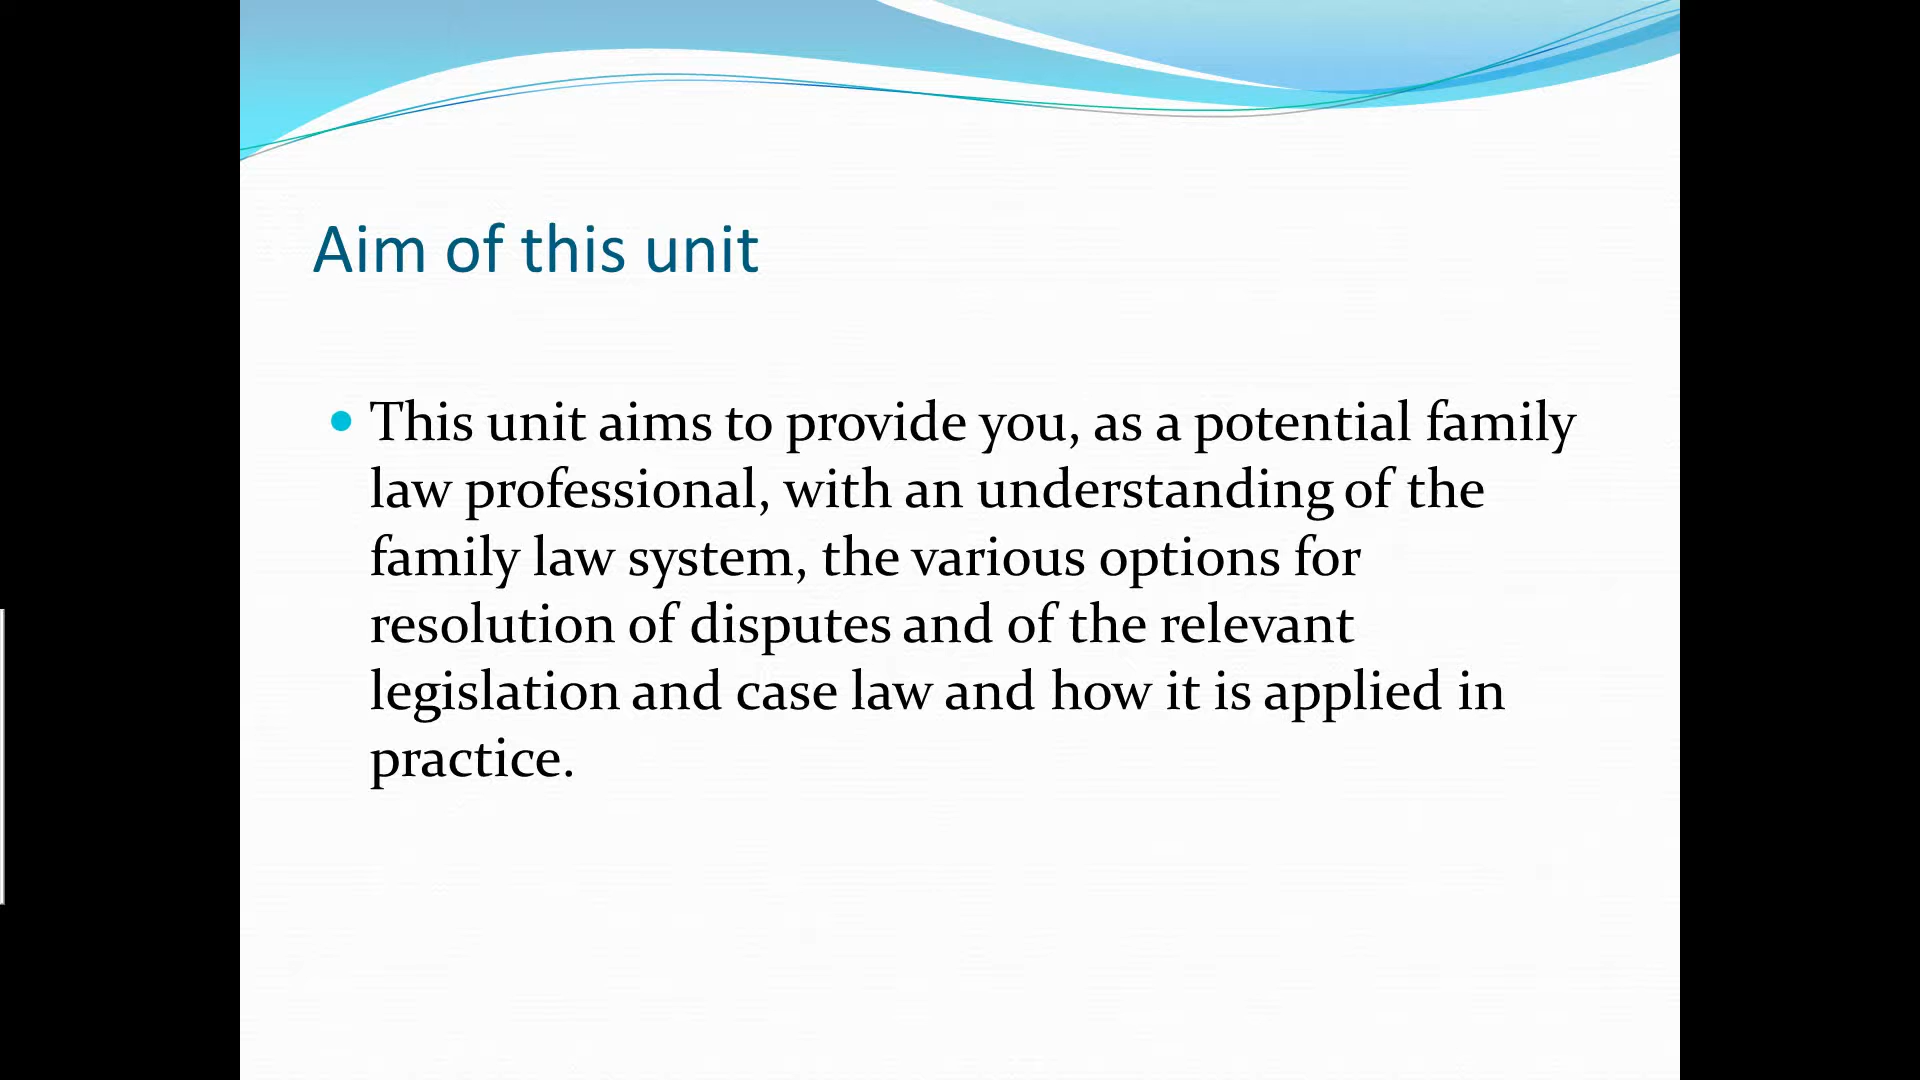 Aim of this unit
This unit aims to provide you, as a potential family
law professional, with an understanding of the
family law system, the various options for
resolution of disputes and of the relevant
legislation and case law and how it is applied in
practice.